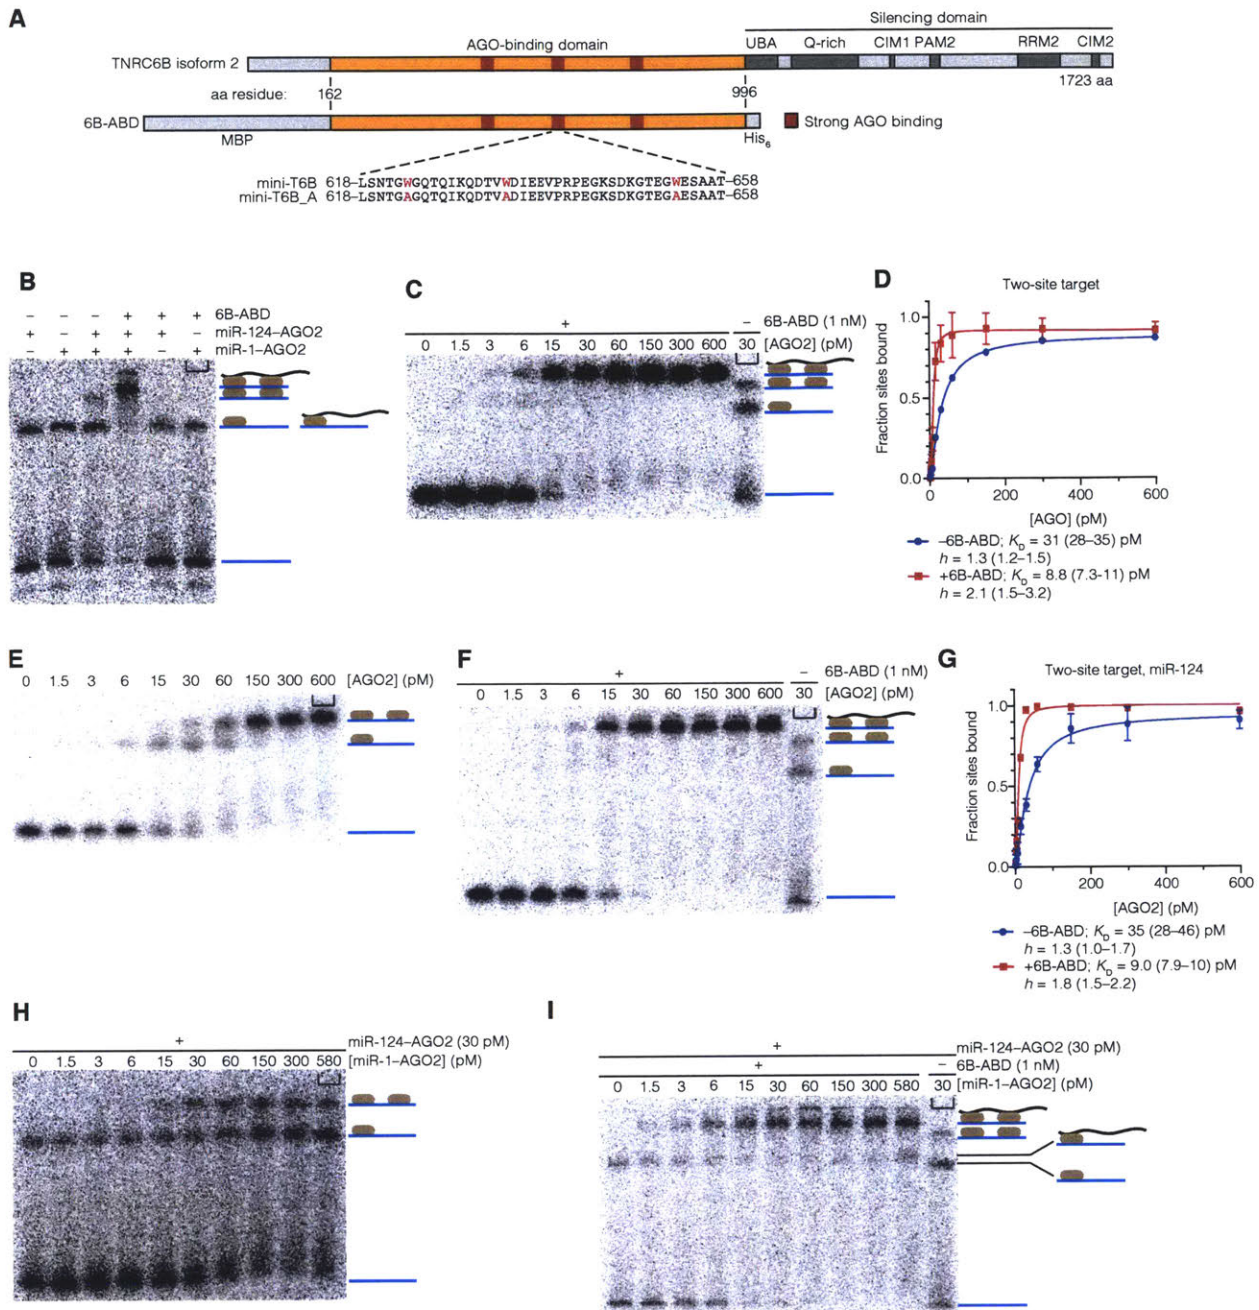 A
Silencing domain
AGO-binding domain
UBA Q-rich CIM1 PAM2 RRM2 CIM2
TNRC6B isoform 2
aa residue: 162 996 1723 aa
6B-ABD
MBP His6 Strong AGO binding
mini-T6B 618–LSNTGWGQTQIKQDTVWDIEEVPRPEGKSDKGTEGWESAAT–658
mini-T6B_A 618–LSNTGAGQTQIKQDTVADIEEVPRPEGKSDKGTEGAESAAT–658
B
– – – + + + 6B-ABD
+ – + + + – miR-124–AGO2
– + + + – + miR-1–AGO2
C
+ – 6B-ABD (1 nM)
0 1.5 3 6 15 30 60 150 300 600 30 [AGO2] (pM)
D
Two-site target
Fraction sites bound
1.0
0.5
0.0
0 200 400 600
[AGO] (pM)
–6B-ABD; KD = 31 (28–35) pM
h = 1.3 (1.2–1.5)
+6B-ABD; KD = 8.8 (7.3-11) pM
h = 2.1 (1.5–3.2)
E
0 1.5 3 6 15 30 60 150 300 600 [AGO2] (pM)
F
+ – 6B-ABD (1 nM)
0 1.5 3 6 15 30 60 150 300 600 30 [AGO2] (pM)
G
Two-site target, miR-124
Fraction sites bound
1.0
0.5
0.0
0 200 400 600
[AGO2] (pM)
–6B-ABD; KD = 35 (28–46) pM
h = 1.3 (1.0–1.7)
+6B-ABD; KD = 9.0 (7.9–10) pM
h = 1.8 (1.5–2.2)
H
+ miR-124–AGO2 (30 pM)
0 1.5 3 6 15 30 60 150 300 580 [miR-1–AGO2] (pM)
I
+ miR-124–AGO2 (30 pM)
+ – 6B-ABD (1 nM)
0 1.5 3 6 15 30 60 150 300 580 30 [miR-1–AGO2] (pM)